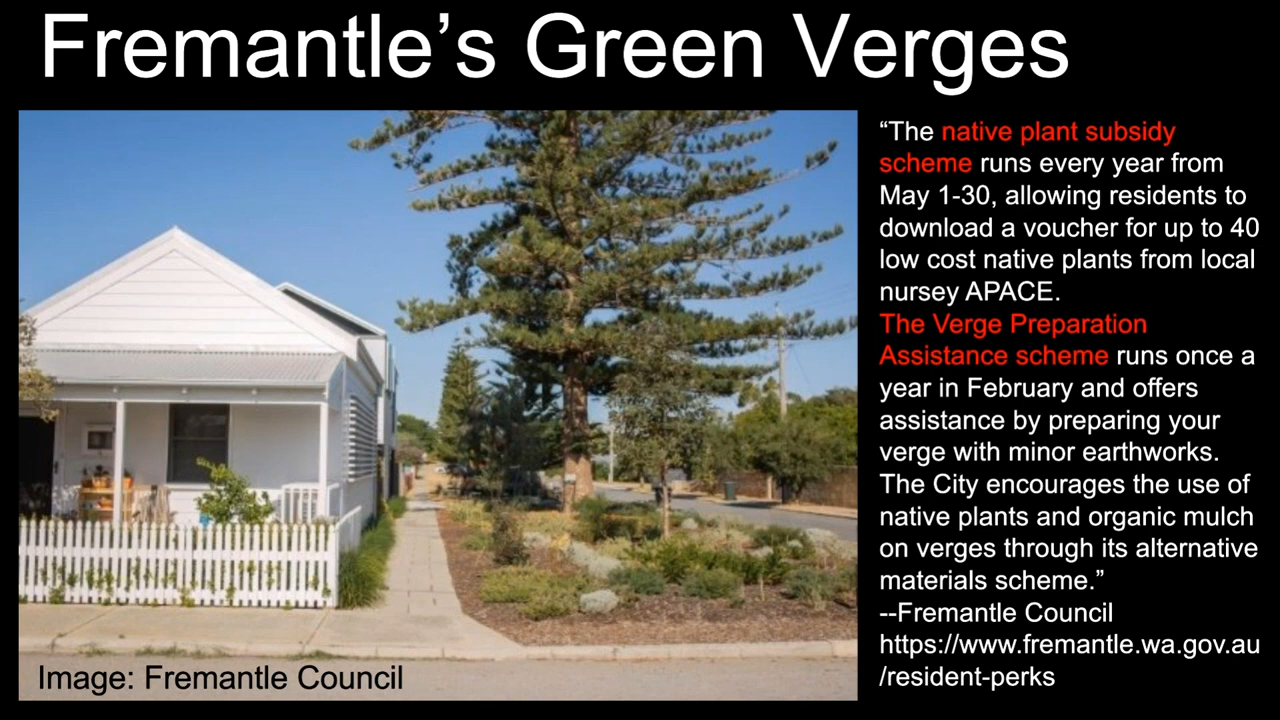 Fremantle’s Green Verges
“The native plant subsidy
scheme runs every year from
May 1-30, allowing residents to
download a voucher for up to 40
low cost native plants from local
nursey APACE.
The Verge Preparation
Assistance scheme runs once a
year in February and offers
assistance by preparing your
verge with minor earthworks.
The City encourages the use of
native plants and organic mulch
on verges through its alternative
materials scheme.”
--Fremantle Council
https://www.fremantle.wa.gov.au
/resident-perks
Image: Fremantle Council